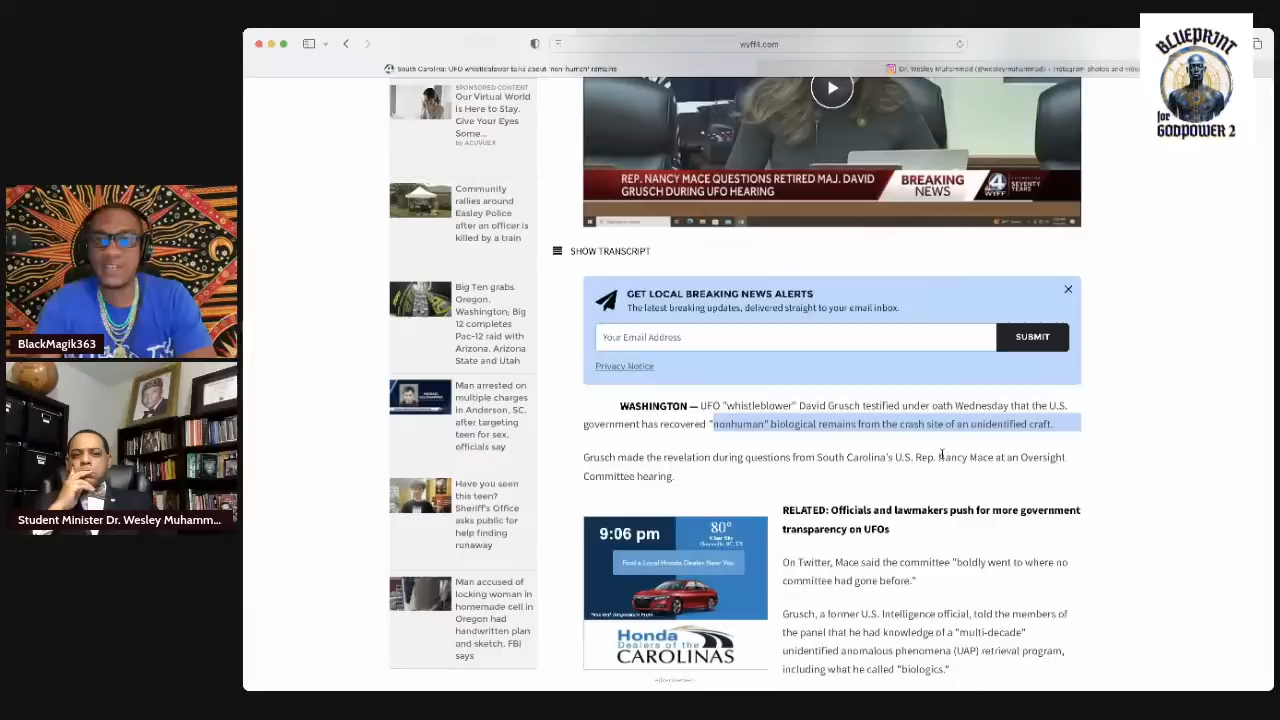 wyff4.com
South Carolina: UFO whistleblower talks about 'non-human' remains
Dr. Wesley Muhammad (@wesleymuhammad) • Instagram photos and
BLUEPRINT
for
GODPOWER 2
SPONSORED CONTENT
Our Virtual World
Is Here to Stay.
Give Your Eyes
Some...
by ACUVUE®
Community
rallies around
Easley Police
after an officer is
killed by a train
Big Ten grabs
Oregon,
Washington; Big
12 completes
Pac-12 raid with
Arizona, Arizona
State and Utah
Man arrested on
multiple charges
in Anderson, SC,
after targeting
teen for sex,
officials say
Have you seen
this teen?
Sheriff's Office
asks public for
help finding
runaway
Man accused of
locking woman in
homemade cell in
Oregon had
handwritten plan
and sketch, FBI
says
REP. NANCY MACE QUESTIONS RETIRED MAJ. DAVID
GRUSCH DURING UFO HEARING
BREAKING
NEWS
4
WYFF
SEVENTY
YEARS
SHOW TRANSCRIPT
GET LOCAL BREAKING NEWS ALERTS
The latest breaking updates, delivered straight to your email inbox.
Your Email Address
SUBMIT
Privacy Notice
WASHINGTON — UFO "whistleblower" David Grusch testified under oath Wednesday that the U.S.
government has recovered "nonhuman" biological remains from the crash site of an unidentified craft.
Grusch made the revelation during questions from South Carolina's U.S. Rep. Nancy Mace at an Oversight
Committee hearing.
RELATED: Officials and lawmakers push for more government
transparency on UFOs
On Twitter, Mace said the committee "boldly went to where no
committee had gone before."
Grusch, a former U.S. Intelligence official, told the members of
the panel that he had knowledge of a "multi-decade"
unidentified anomalous phenomena (UAP) retrieval program,
including what he called "biologics."
9:06 pm
80°
Clear Sky
Find a Local Honda Dealer Near You
Honda
Dealers of the
CAROLINAS
Advertisement
BlackMagik363
Student Minister Dr. Wesley Muhamm...